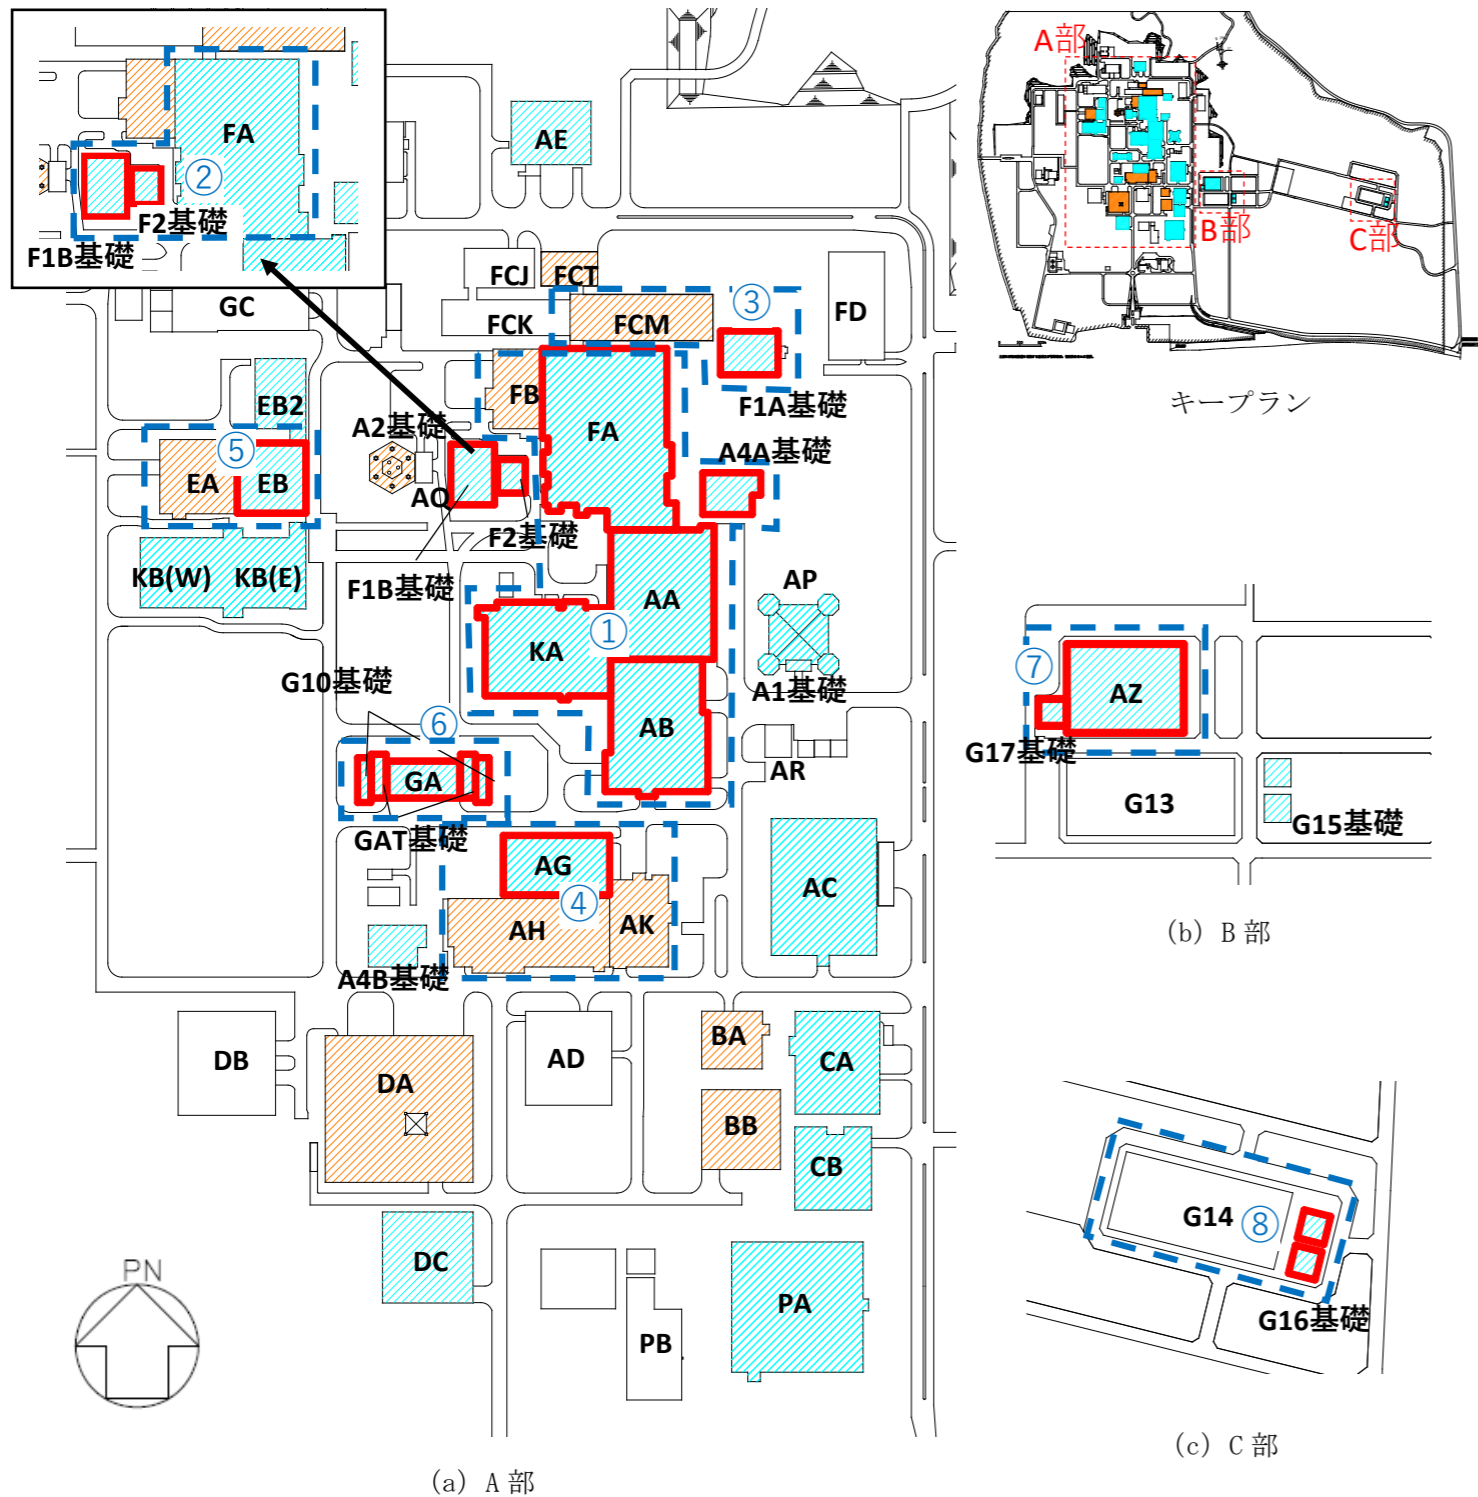 FA
②
F2基礎
F1B基礎
AE
A部
B部
C部
キープラン
GC
FCJ
FCT
FCK
FCM
③
FD
F1A基礎
EB2
A2基礎
FB
FA
⑤
EA
EB
AQ
A4A基礎
F2基礎
F1B基礎
KB(W)
KB(E)
AA
AP
①
KA
A1基礎
G10基礎
⑥
AB
AR
GA
GAT基礎
AG
④
AH
AK
AC
A4B基礎
DB
DA
AD
BA
CA
BB
CB
DC
PA
PB
PN
(a) A部
⑦
AZ
G17基礎
G13
G15基礎
(b) B部
G14
⑧
G16基礎
(c) C部